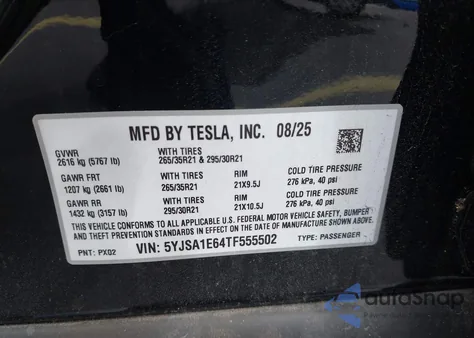 MFD BY TESLA, INC. 08/25
GVWR
2616 kg (5767 lb)
WITH TIRES
265/35R21 & 295/30R21
GAWR FRT
1207 kg (2661 lb)
WITH TIRES
265/35R21
RIM
21X9.5J
COLD TIRE PRESSURE
276 kPa, 40 psi
GAWR RR
1432 kg (3157 lb)
WITH TIRES
295/30R21
RIM
21X10.5J
COLD TIRE PRESSURE
276 kPa, 40 psi
THIS VEHICLE CONFORMS TO ALL APPLICABLE U.S. FEDERAL MOTOR VEHICLE SAFETY, BUMPER
AND THEFT PREVENTION STANDARDS IN EFFECT ON THE DATE OF MANUFACTURE SHOWN ABOVE.
VIN: 5YJSA1E64TF555502
PNT: PX02
TYPE: PASSENGER
autoshap